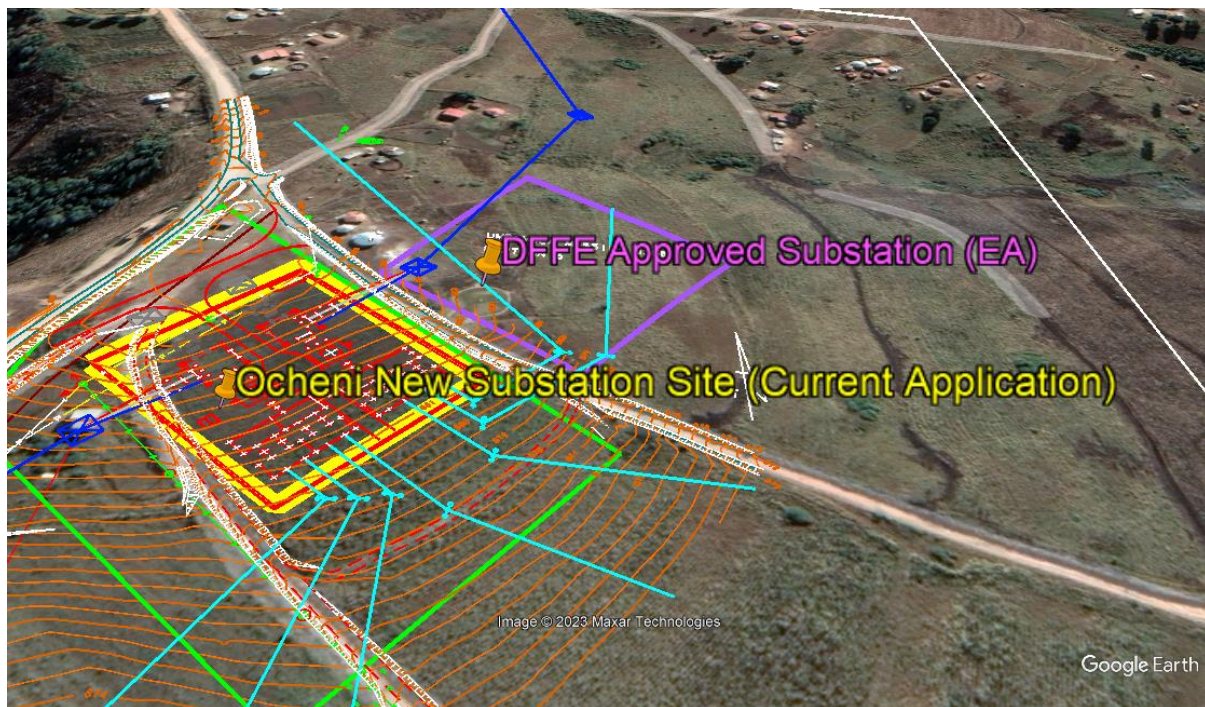 DFFE Approved Substation (EA)
Ocheni New Substation Site (Current Application)
Image © 2023 Maxar Technologies
Google Earth